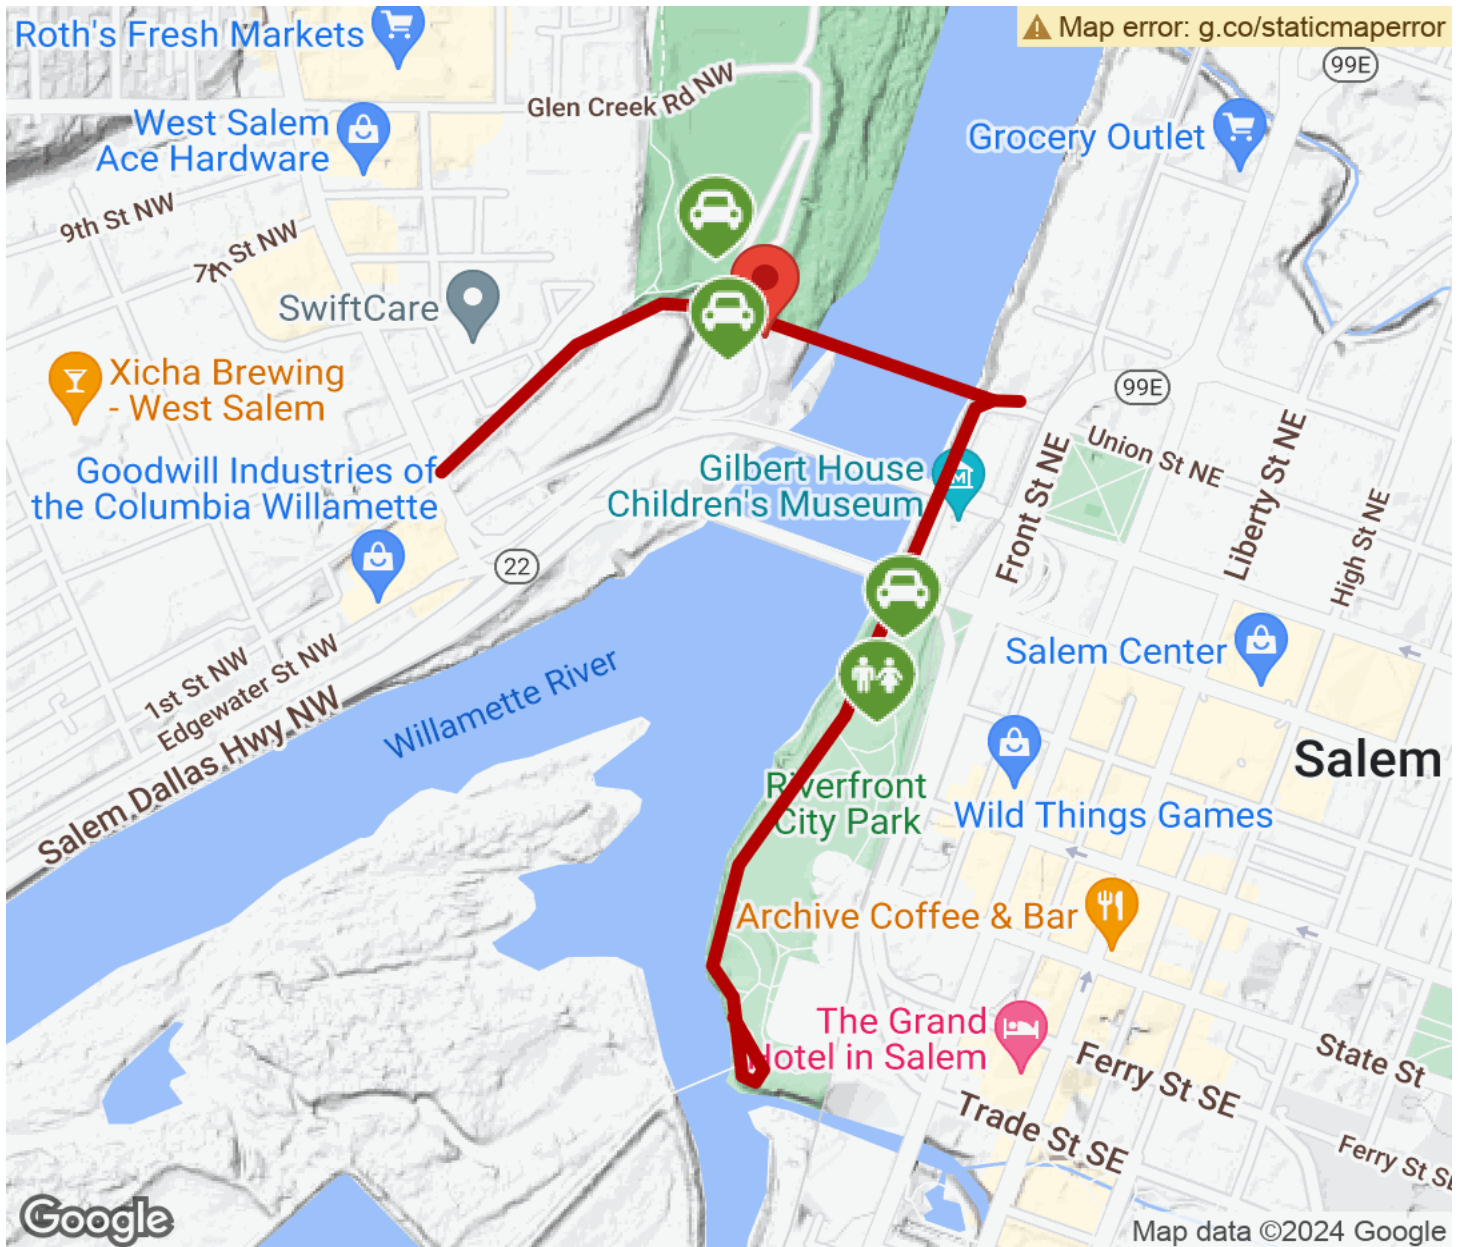 Roth's Fresh Markets
Map error: g.co/staticmaperror
99E
Glen Creek Rd NW
West Salem
Ace Hardware
Grocery Outlet
9th St NW
7th St NW
SwiftCare
Xicha Brewing
- West Salem
99E
Union St NE
Liberty St NE
Front St NE
High St NE
Goodwill Industries of
the Columbia Willamette
Gilbert House
Children's Museum
M
22
Salem Center
1st St NW
Edgewater St NW
Salem Dallas Hwy NW
Willamette River
Salem
Riverfront
City Park
Wild Things Games
Archive Coffee & Bar
The Grand
Hotel in Salem
State St
Ferry St SE
Trade St SE
Ferry St SE
Google
Map data ©2024 Google